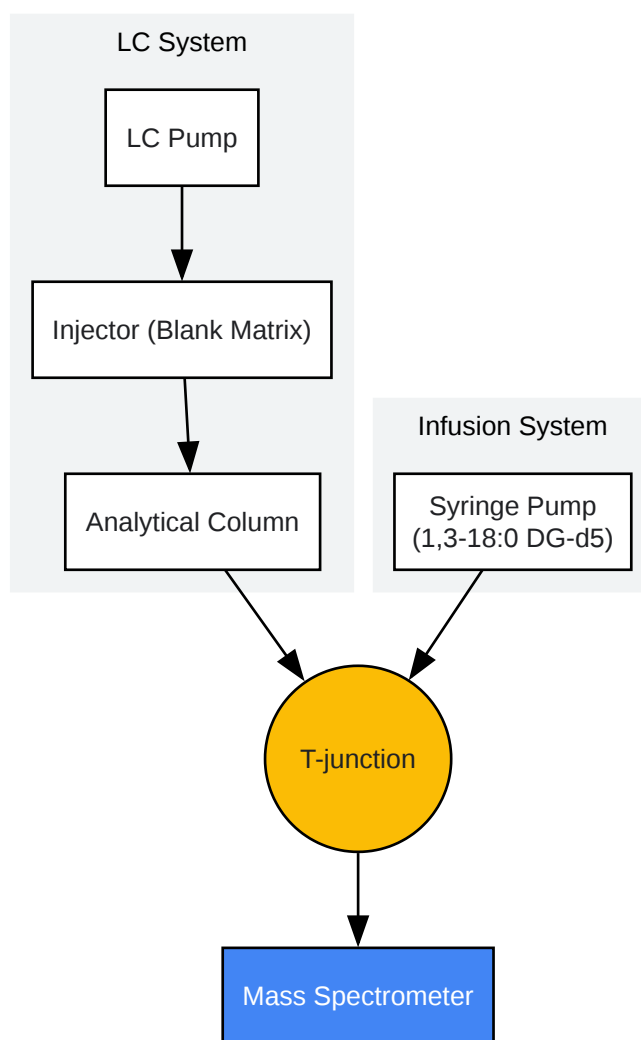 LC System
LC Pump
Injector (Blank Matrix)
Analytical Column
Infusion System
Syringe Pump
(1,3-18:0 DG-d5)
T-junction
Mass Spectrometer